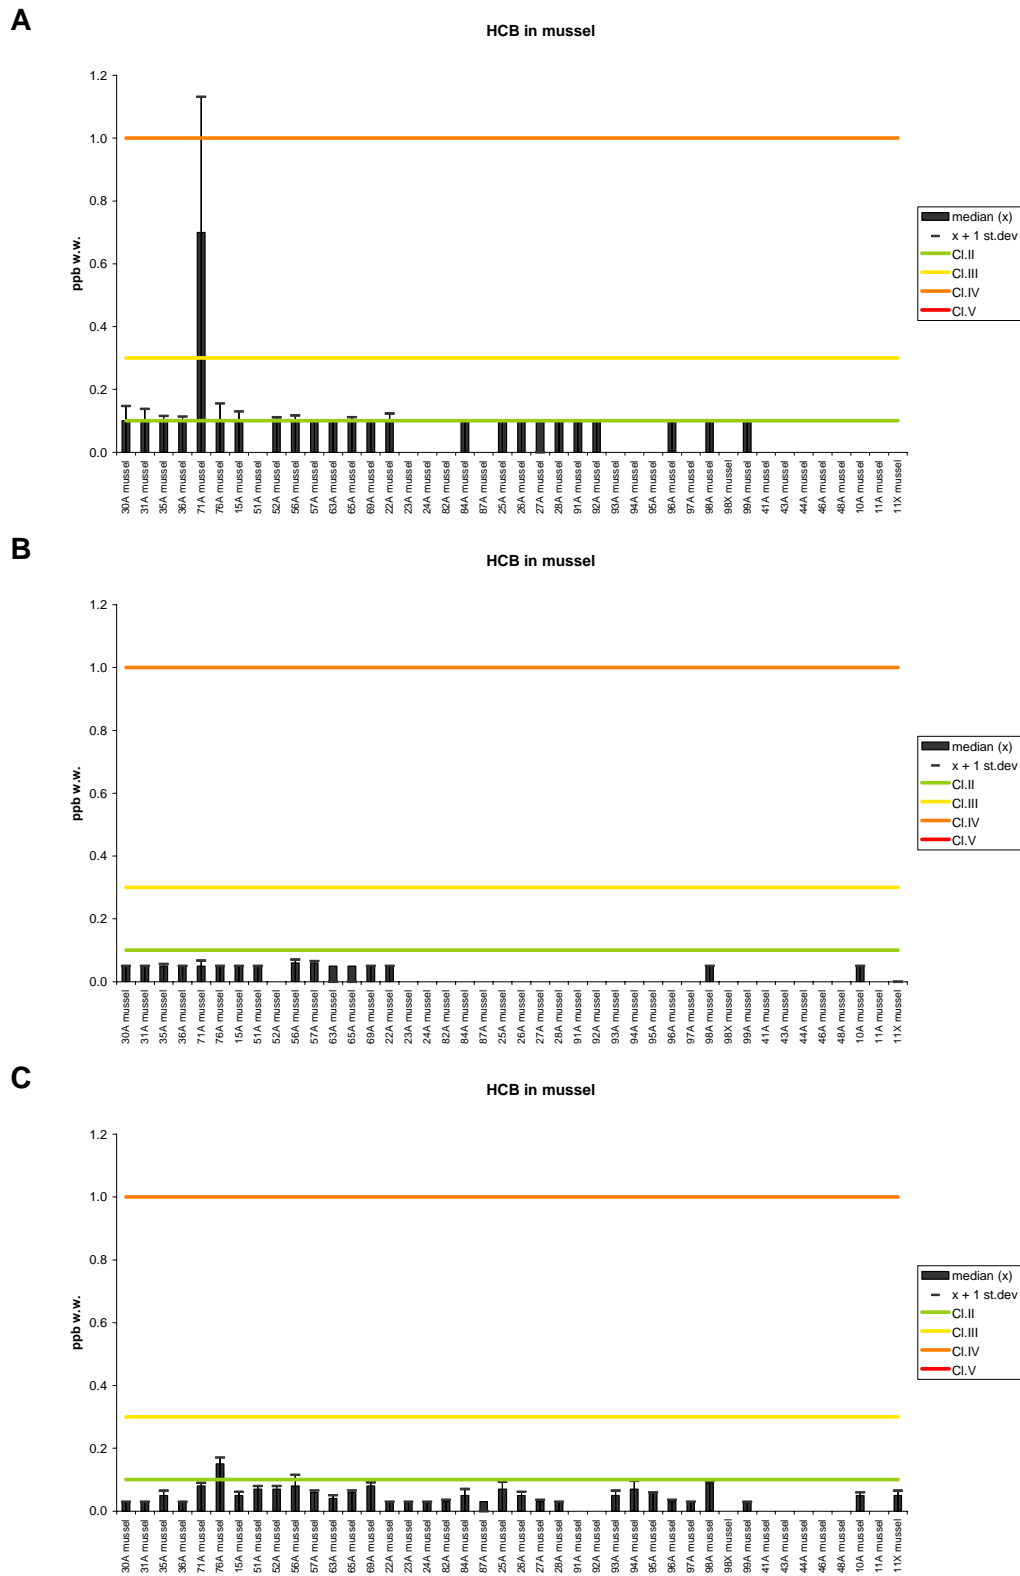 A
HCB in mussel
1.2
1.0
0.8
0.6
0.4
0.2
0.0
ppb w.w.
30A mussel
31A mussel
35A mussel
36A mussel
71A mussel
76A mussel
15A mussel
51A mussel
52A mussel
56A mussel
57A mussel
63A mussel
65A mussel
69A mussel
22A mussel
23A mussel
24A mussel
82A mussel
84A mussel
87A mussel
25A mussel
26A mussel
27A mussel
28A mussel
91A mussel
92A mussel
93A mussel
94A mussel
95A mussel
96A mussel
97A mussel
98A mussel
98X mussel
99A mussel
41A mussel
43A mussel
44A mussel
46A mussel
48A mussel
10A mussel
11A mussel
11X mussel
median (x)
x + 1 st.dev
Cl.II
Cl.III
Cl.IV
Cl.V
B
HCB in mussel
1.2
1.0
0.8
0.6
0.4
0.2
0.0
ppb w.w.
30A mussel
31A mussel
35A mussel
36A mussel
71A mussel
76A mussel
15A mussel
51A mussel
52A mussel
56A mussel
57A mussel
63A mussel
65A mussel
69A mussel
22A mussel
23A mussel
24A mussel
82A mussel
84A mussel
87A mussel
25A mussel
26A mussel
27A mussel
28A mussel
91A mussel
92A mussel
93A mussel
94A mussel
95A mussel
96A mussel
97A mussel
98A mussel
98X mussel
99A mussel
41A mussel
43A mussel
44A mussel
46A mussel
48A mussel
10A mussel
11A mussel
11X mussel
median (x)
x + 1 st.dev
Cl.II
Cl.III
Cl.IV
Cl.V
C
HCB in mussel
1.2
1.0
0.8
0.6
0.4
0.2
0.0
ppb w.w.
30A mussel
31A mussel
35A mussel
36A mussel
71A mussel
76A mussel
15A mussel
51A mussel
52A mussel
56A mussel
57A mussel
63A mussel
65A mussel
69A mussel
22A mussel
23A mussel
24A mussel
82A mussel
84A mussel
87A mussel
25A mussel
26A mussel
27A mussel
28A mussel
91A mussel
92A mussel
93A mussel
94A mussel
95A mussel
96A mussel
97A mussel
98A mussel
98X mussel
99A mussel
41A mussel
43A mussel
44A mussel
46A mussel
48A mussel
10A mussel
11A mussel
11X mussel
median (x)
x + 1 st.dev
Cl.II
Cl.III
Cl.IV
Cl.V